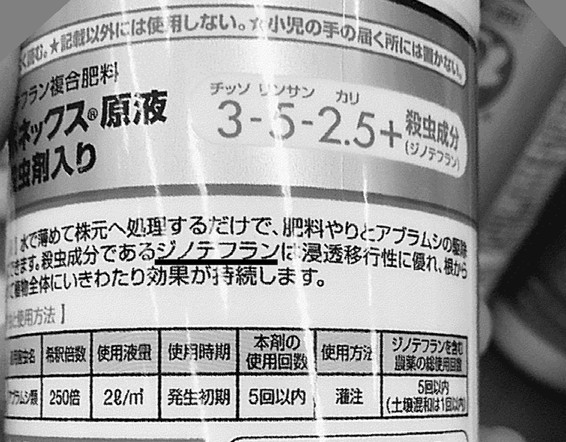 く読む。★記載以外には使用しない。☆小児の手の届く所には置かない。
フラン複合肥料
ネックス®原液
殺虫剤入り
チッソ リンサン カリ
3-5-2.5+殺虫成分
(ジノテフラン)
】水で薄めて株元へ処理するだけで、肥料やりとアブラムシの駆除
できます。殺虫成分であるジノテフランは浸透移行性に優れ、根から
て植物全体にいきわたり効果が持続します。
と使用方法】
希釈倍数 使用液量 使用時期 本剤の使用回数 使用方法 ジノテフランを含む農薬の総使用回数
アブラムシ類 250倍 2ℓ/㎡ 発生初期 5回以内 灌注 5回以内(土壌混和は1回以内)